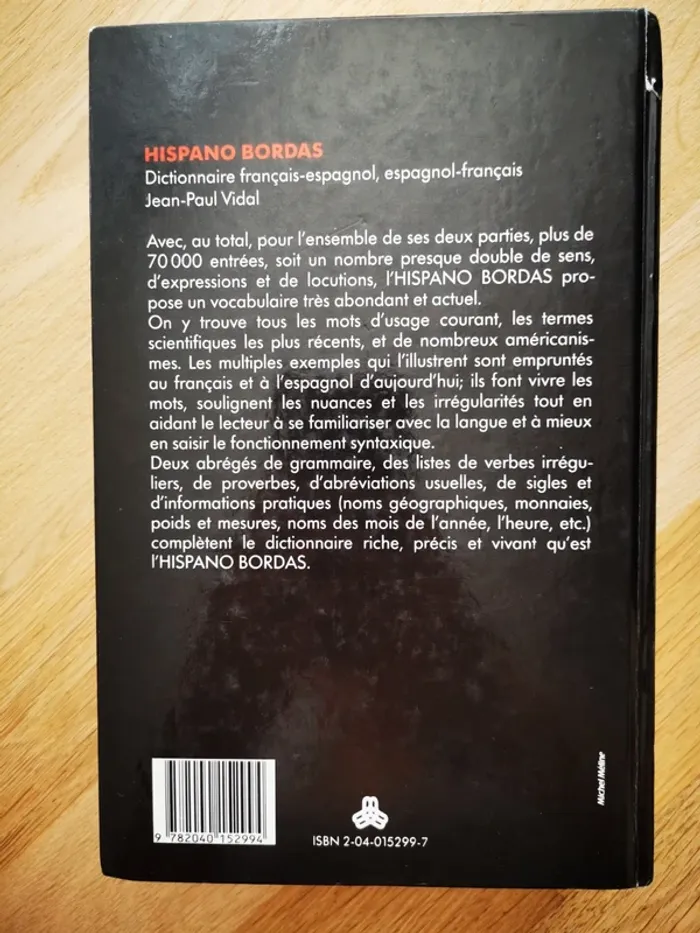 HISPANO BORDAS
Dictionnaire français-espagnol, espagnol-français
Jean-Paul Vidal
Avec, au total, pour l'ensemble de ses deux parties, plus de
70 000 entrées, soit un nombre presque double de sens,
d'expressions et de locutions, l'HISPANO BORDAS pro-
pose un vocabulaire très abondant et actuel.
On y trouve tous les mots d'usage courant, les termes
scientifiques les plus récents, et de nombreux américanis-
mes. Les multiples exemples qui l'illustrent sont empruntés
au français et à l'espagnol d'aujourd'hui; ils font vivre les
mots, soulignent les nuances et les irrégularités tout en
aidant le lecteur à se familiariser avec la langue et à mieux
en saisir le fonctionnement syntaxique.
Deux abrégés de grammaire, des listes de verbes irrégu-
liers, de proverbes, d'abréviations usuelles, de sigles et
d'informations pratiques (noms géographiques, monnaies,
poids et mesures, noms des mois de l'année, l'heure, etc.)
complètent le dictionnaire riche, précis et vivant qu'est
l'HISPANO BORDAS.
Michel Méline
9 782040 152994
ISBN 2-04-015299-7